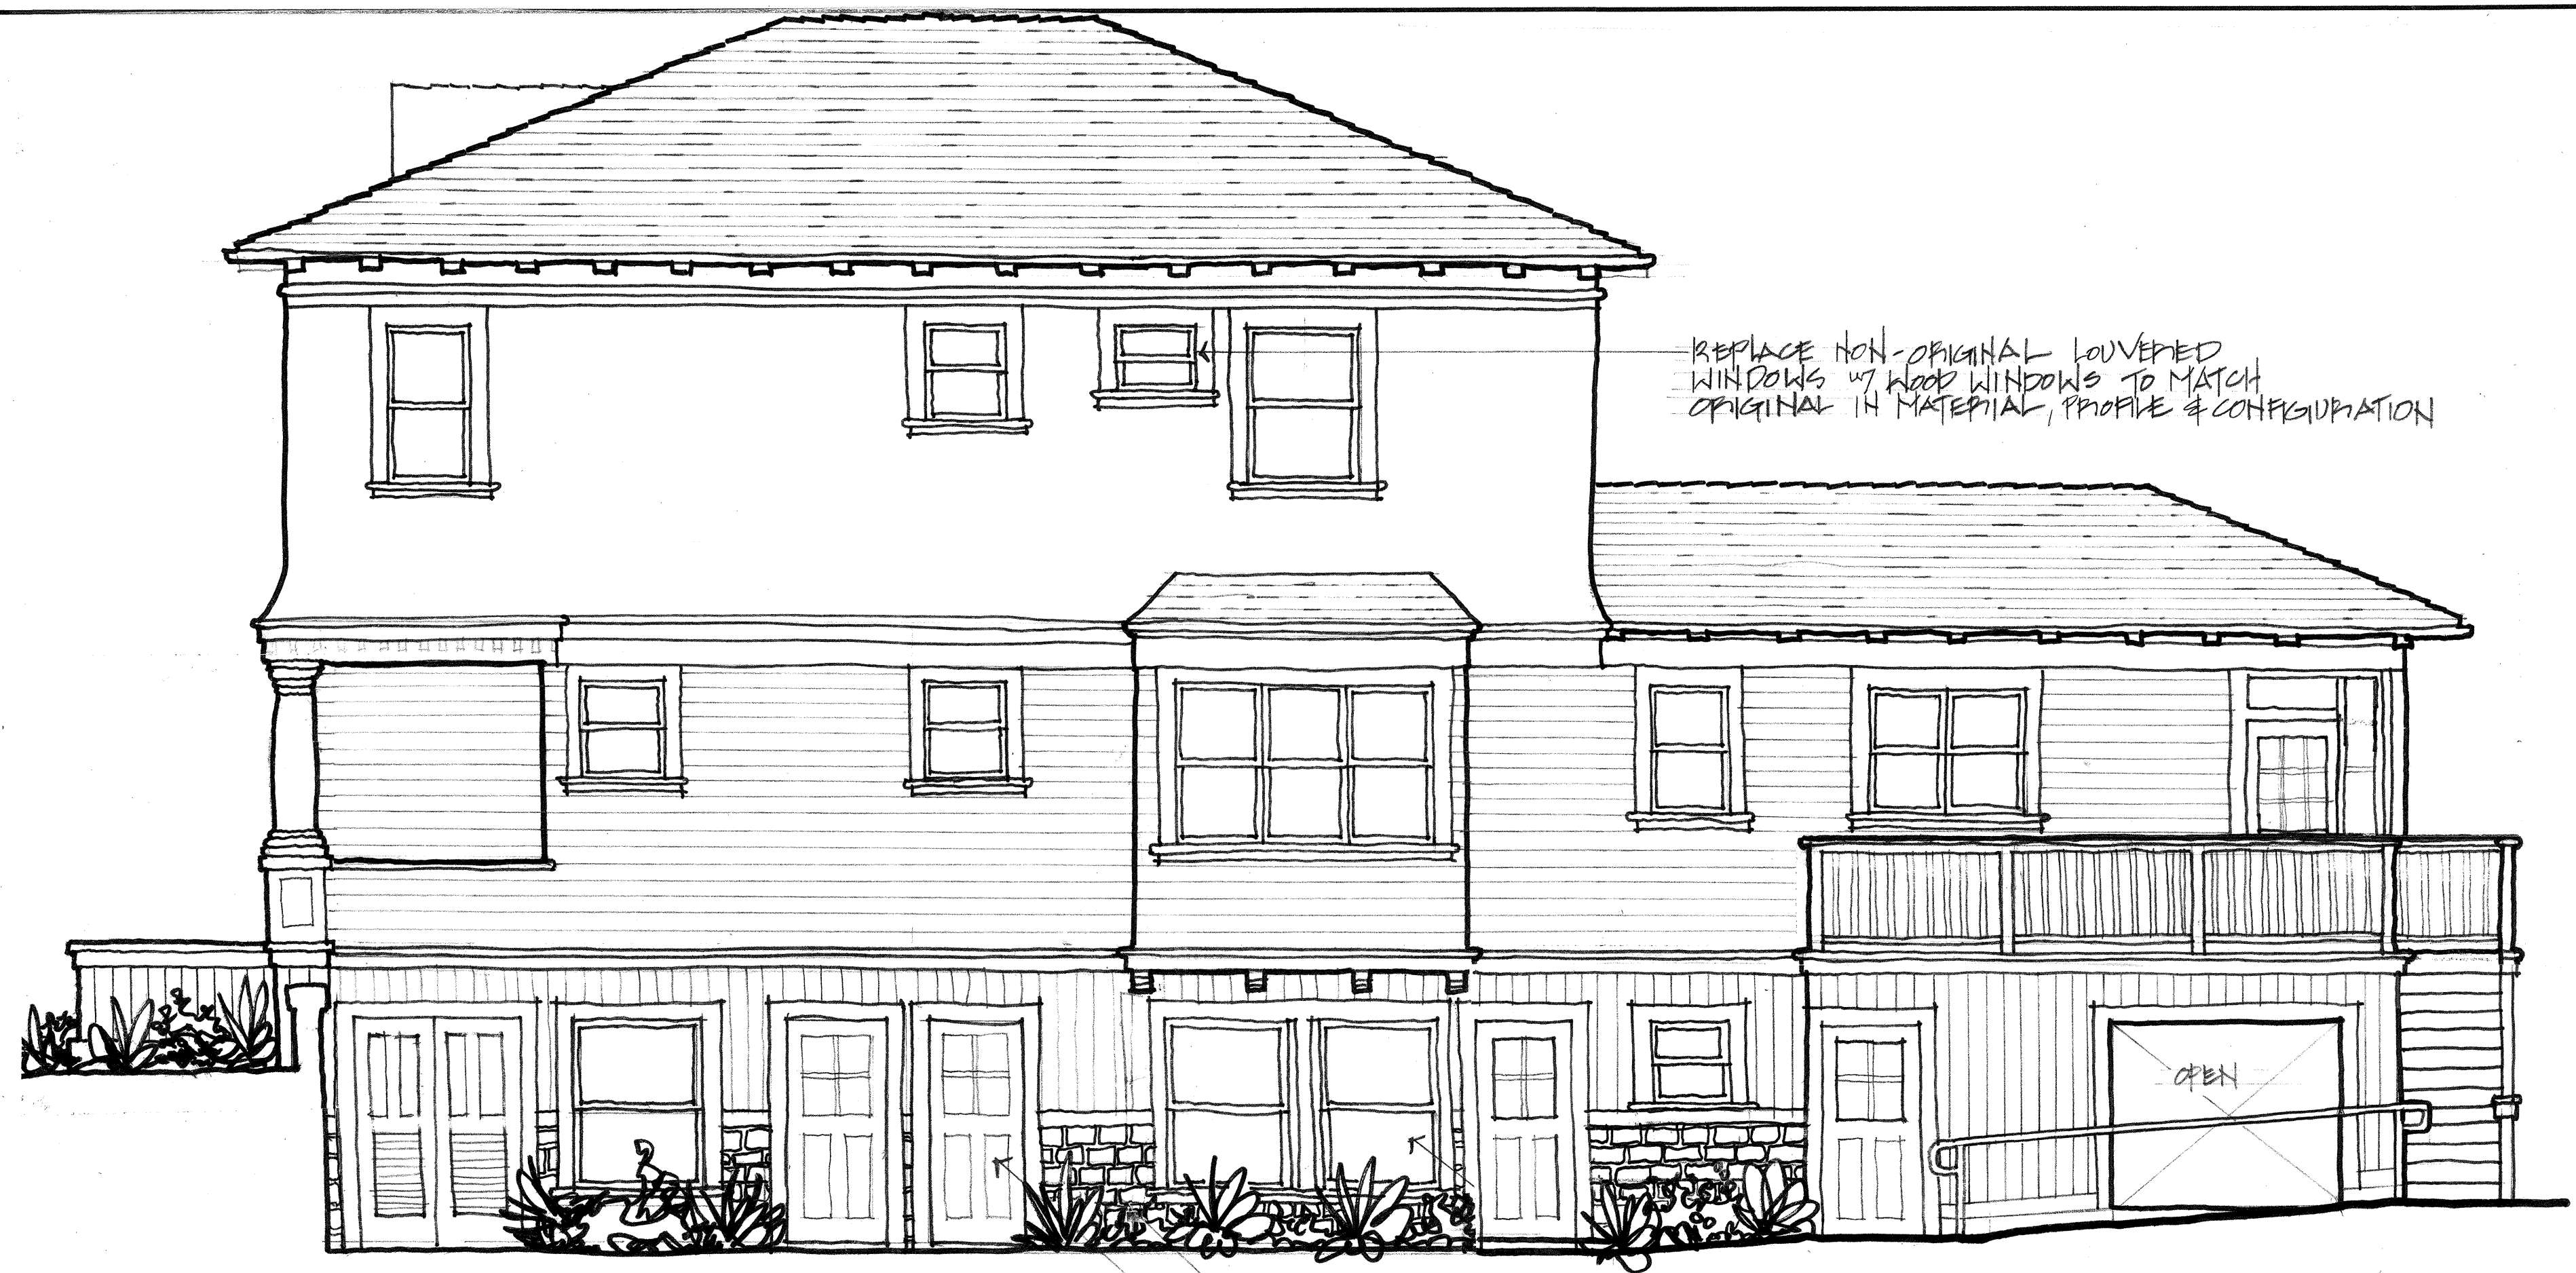 REPLACE NON-ORIGINAL LOUVERED
WINDOWS W/ WOOD WINDOWS TO MATCH
ORIGINAL IN MATERIAL, PROFILE & CONFIGURATION
OPEN